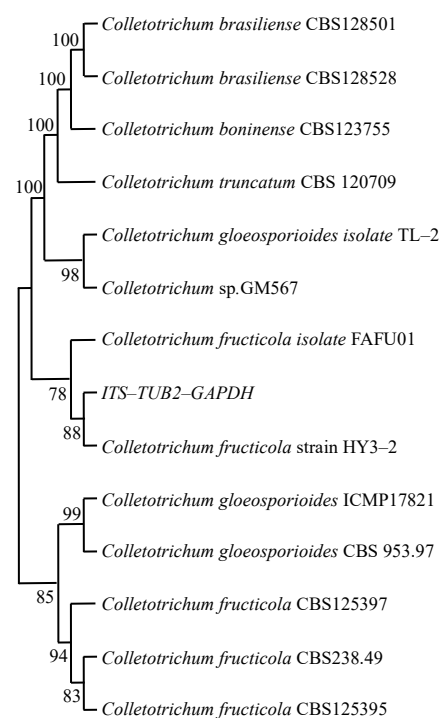 Colletotrichum brasiliense CBS128501
100
Colletotrichum brasiliense CBS128528
100
Colletotrichum boninense CBS123755
100
Colletotrichum truncatum CBS 120709
100
Colletotrichum gloeosporioides isolate TL–2
98
Colletotrichum sp.GM567
Colletotrichum fructicola isolate FAFU01
78
ITS–TUB2–GAPDH
88
Colletotrichum fructicola strain HY3–2
Colletotrichum gloeosporioides ICMP17821
99
Colletotrichum gloeosporioides CBS 953.97
85
Colletotrichum fructicola CBS125397
94
Colletotrichum fructicola CBS238.49
83
Colletotrichum fructicola CBS125395